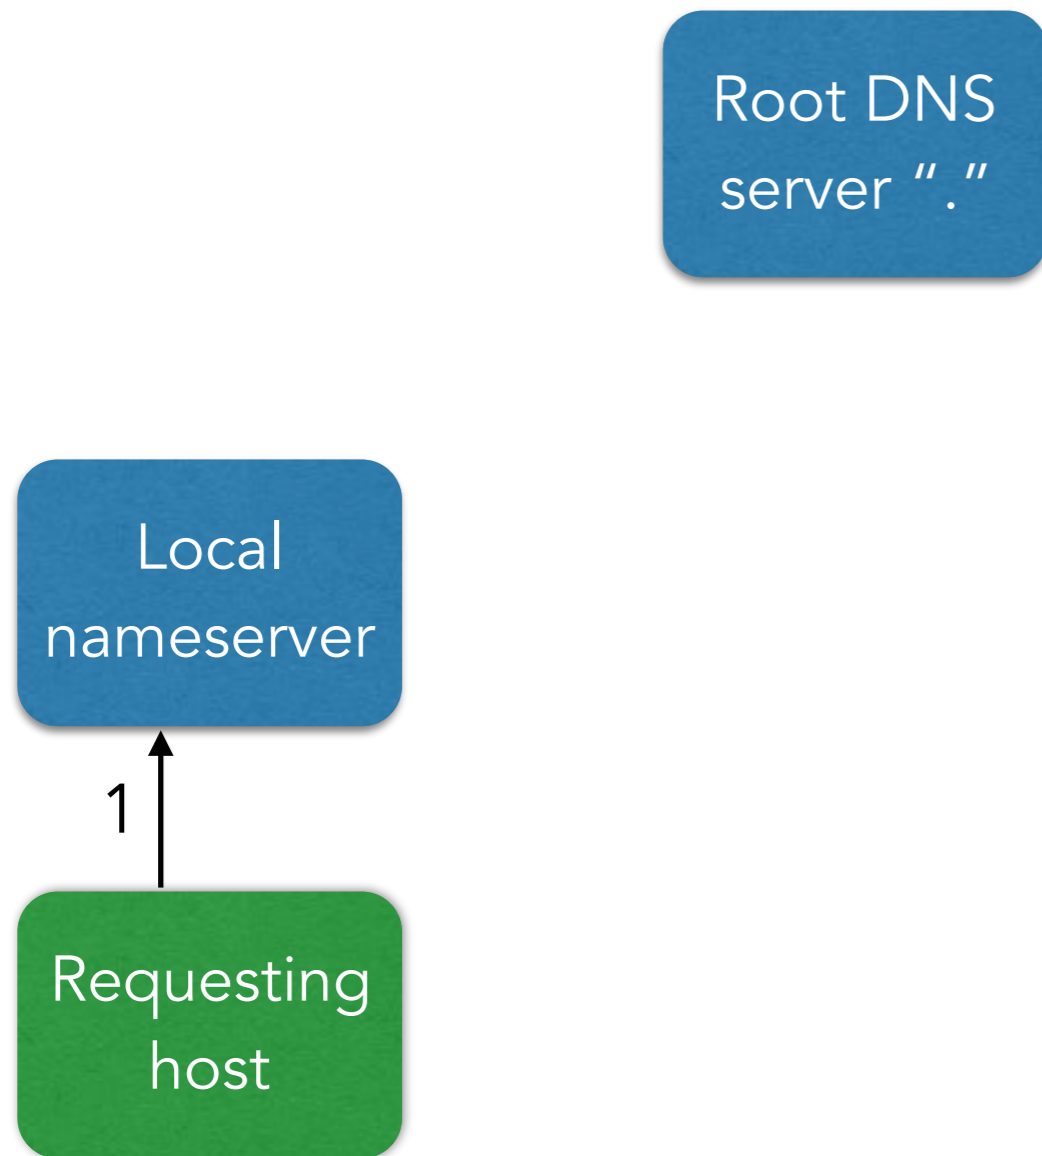 Root DNS
server “.”
Local
nameserver
1
Requesting
host